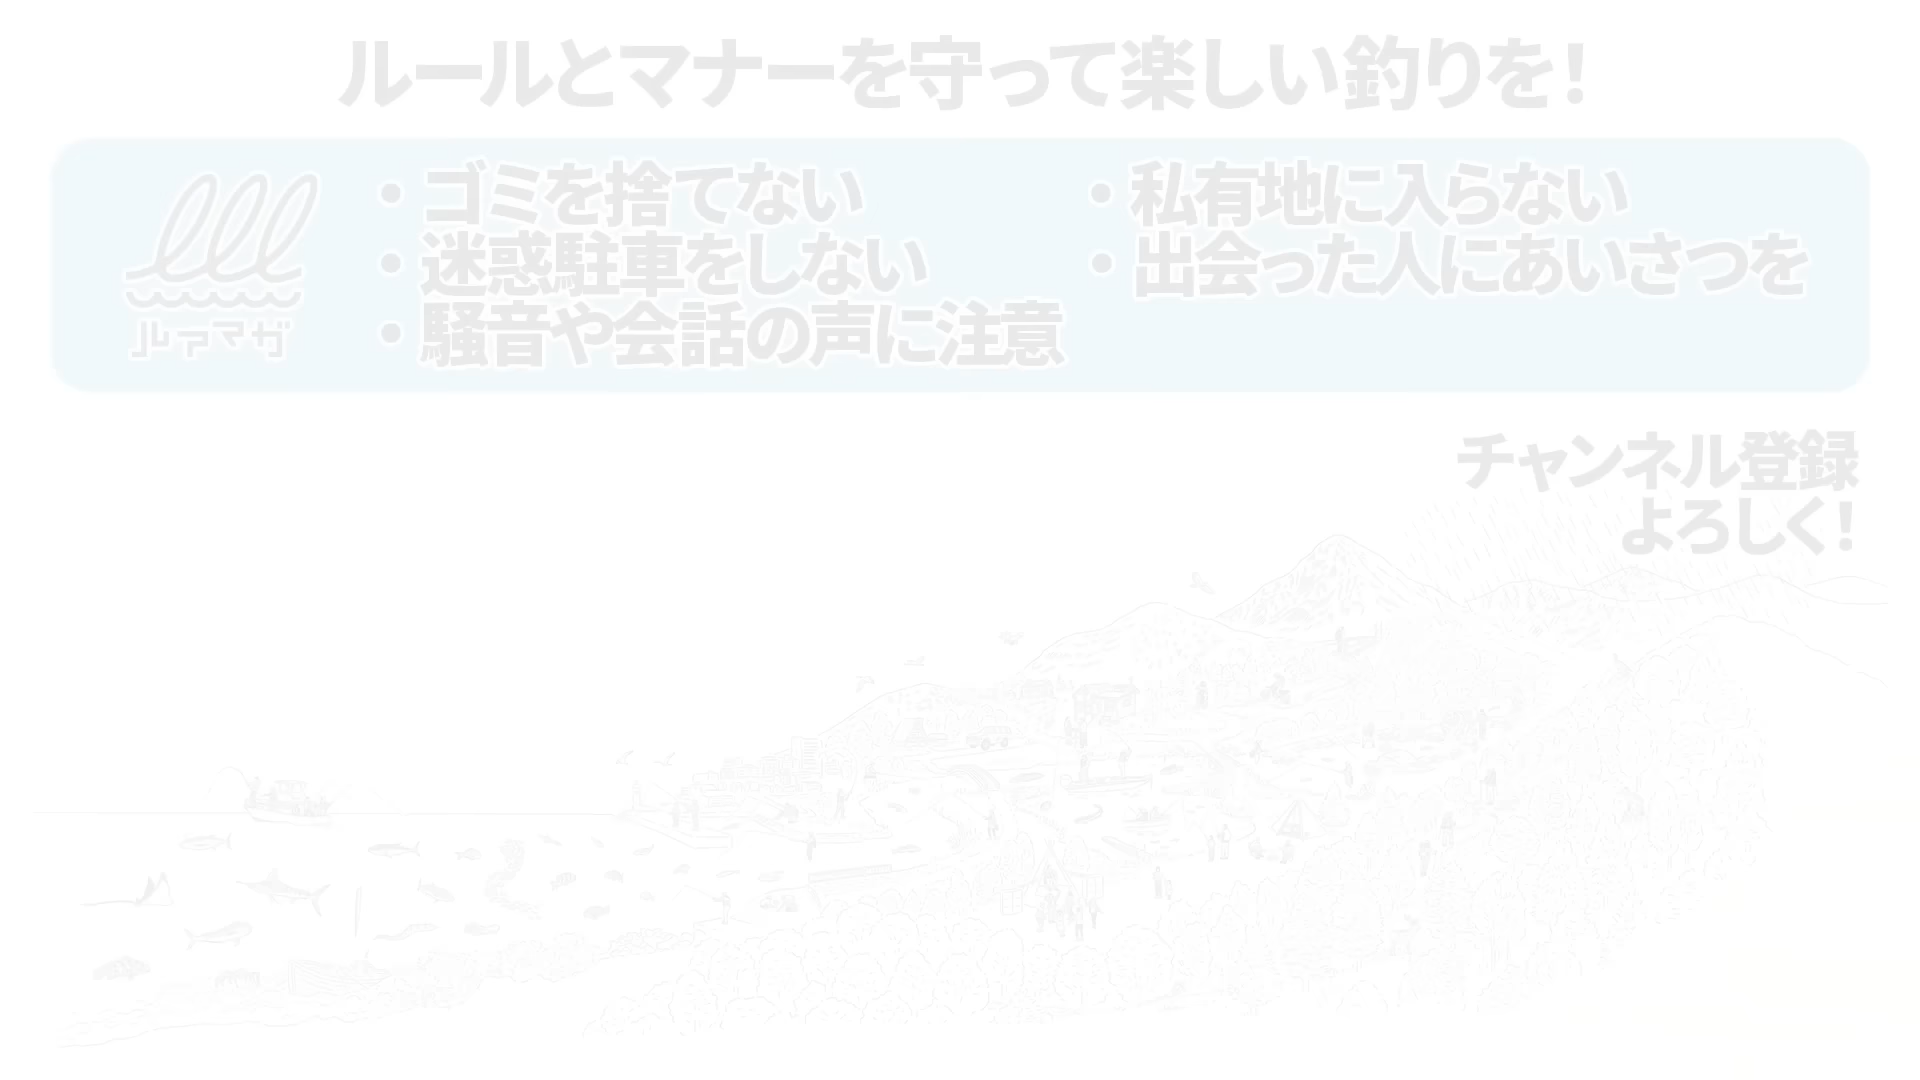 ルールとマナーを守って楽しい釣りを!
・ゴミを捨てない
・迷惑駐車をしない
・騒音や会話の声に注意
・私有地に入らない
・出会った人にあいさつを
ルアマガ
チャンネル登録
よろしく!